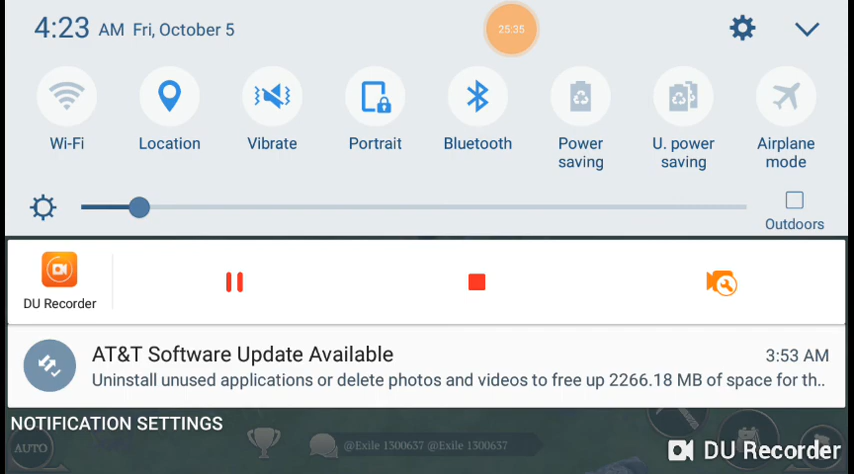 4:23 AM Fri, October 5
25:35
Wi-Fi
Location
Vibrate
Portrait
Bluetooth
Power
saving
U. power
saving
Airplane
mode
Outdoors
DU Recorder
AT&T Software Update Available
3:53 AM
Uninstall unused applications or delete photos and videos to free up 2266.18 MB of space for th..
NOTIFICATION SETTINGS
AUTO
@Exile 1300637 @Exile 1300637
DU Recorder